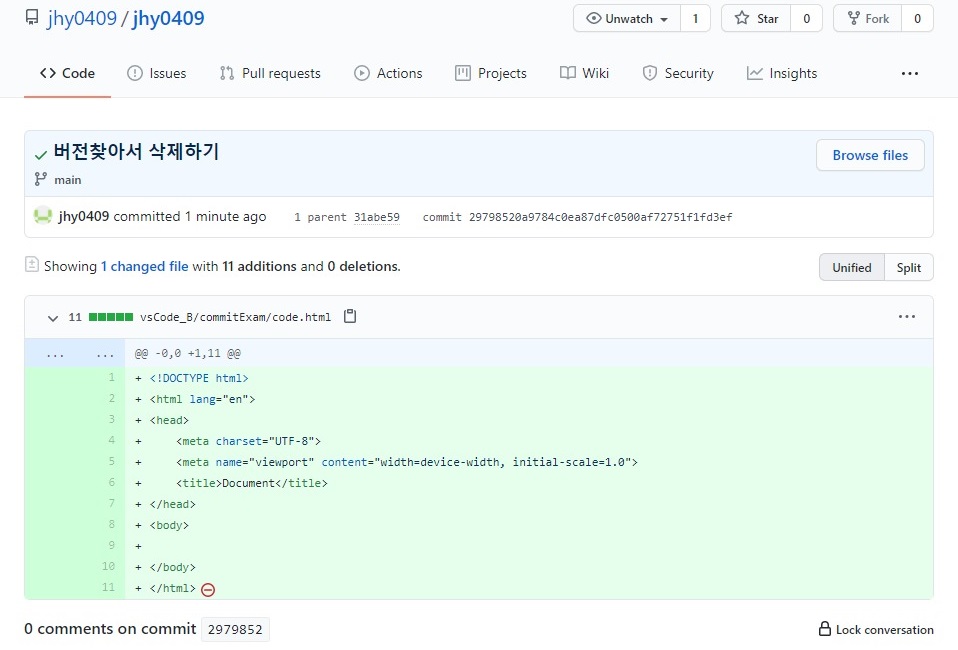 jhy0409 / jhy0409 Unwatch 1 Star 0 Fork 0
Code Issues Pull requests Actions Projects Wiki Security Insights ...
버전찾아서 삭제하기 Browse files
main
jhy0409 committed 1 minute ago 1 parent 31abe59 commit 29798520a9784c0ea87dfc0500af72751f1fd3ef
Showing 1 changed file with 11 additions and 0 deletions. Unified Split
11 vsCode_B/commitExam/code.html ...
... ... @@ -0,0 +1,11 @@
1 + <!DOCTYPE html>
2 + <html lang="en">
3 + <head>
4 +     <meta charset="UTF-8">
5 +     <meta name="viewport" content="width=device-width, initial-scale=1.0">
6 +     <title>Document</title>
7 + </head>
8 + <body>
9 +
10 + </body>
11 + </html>
0 comments on commit 2979852 Lock conversation